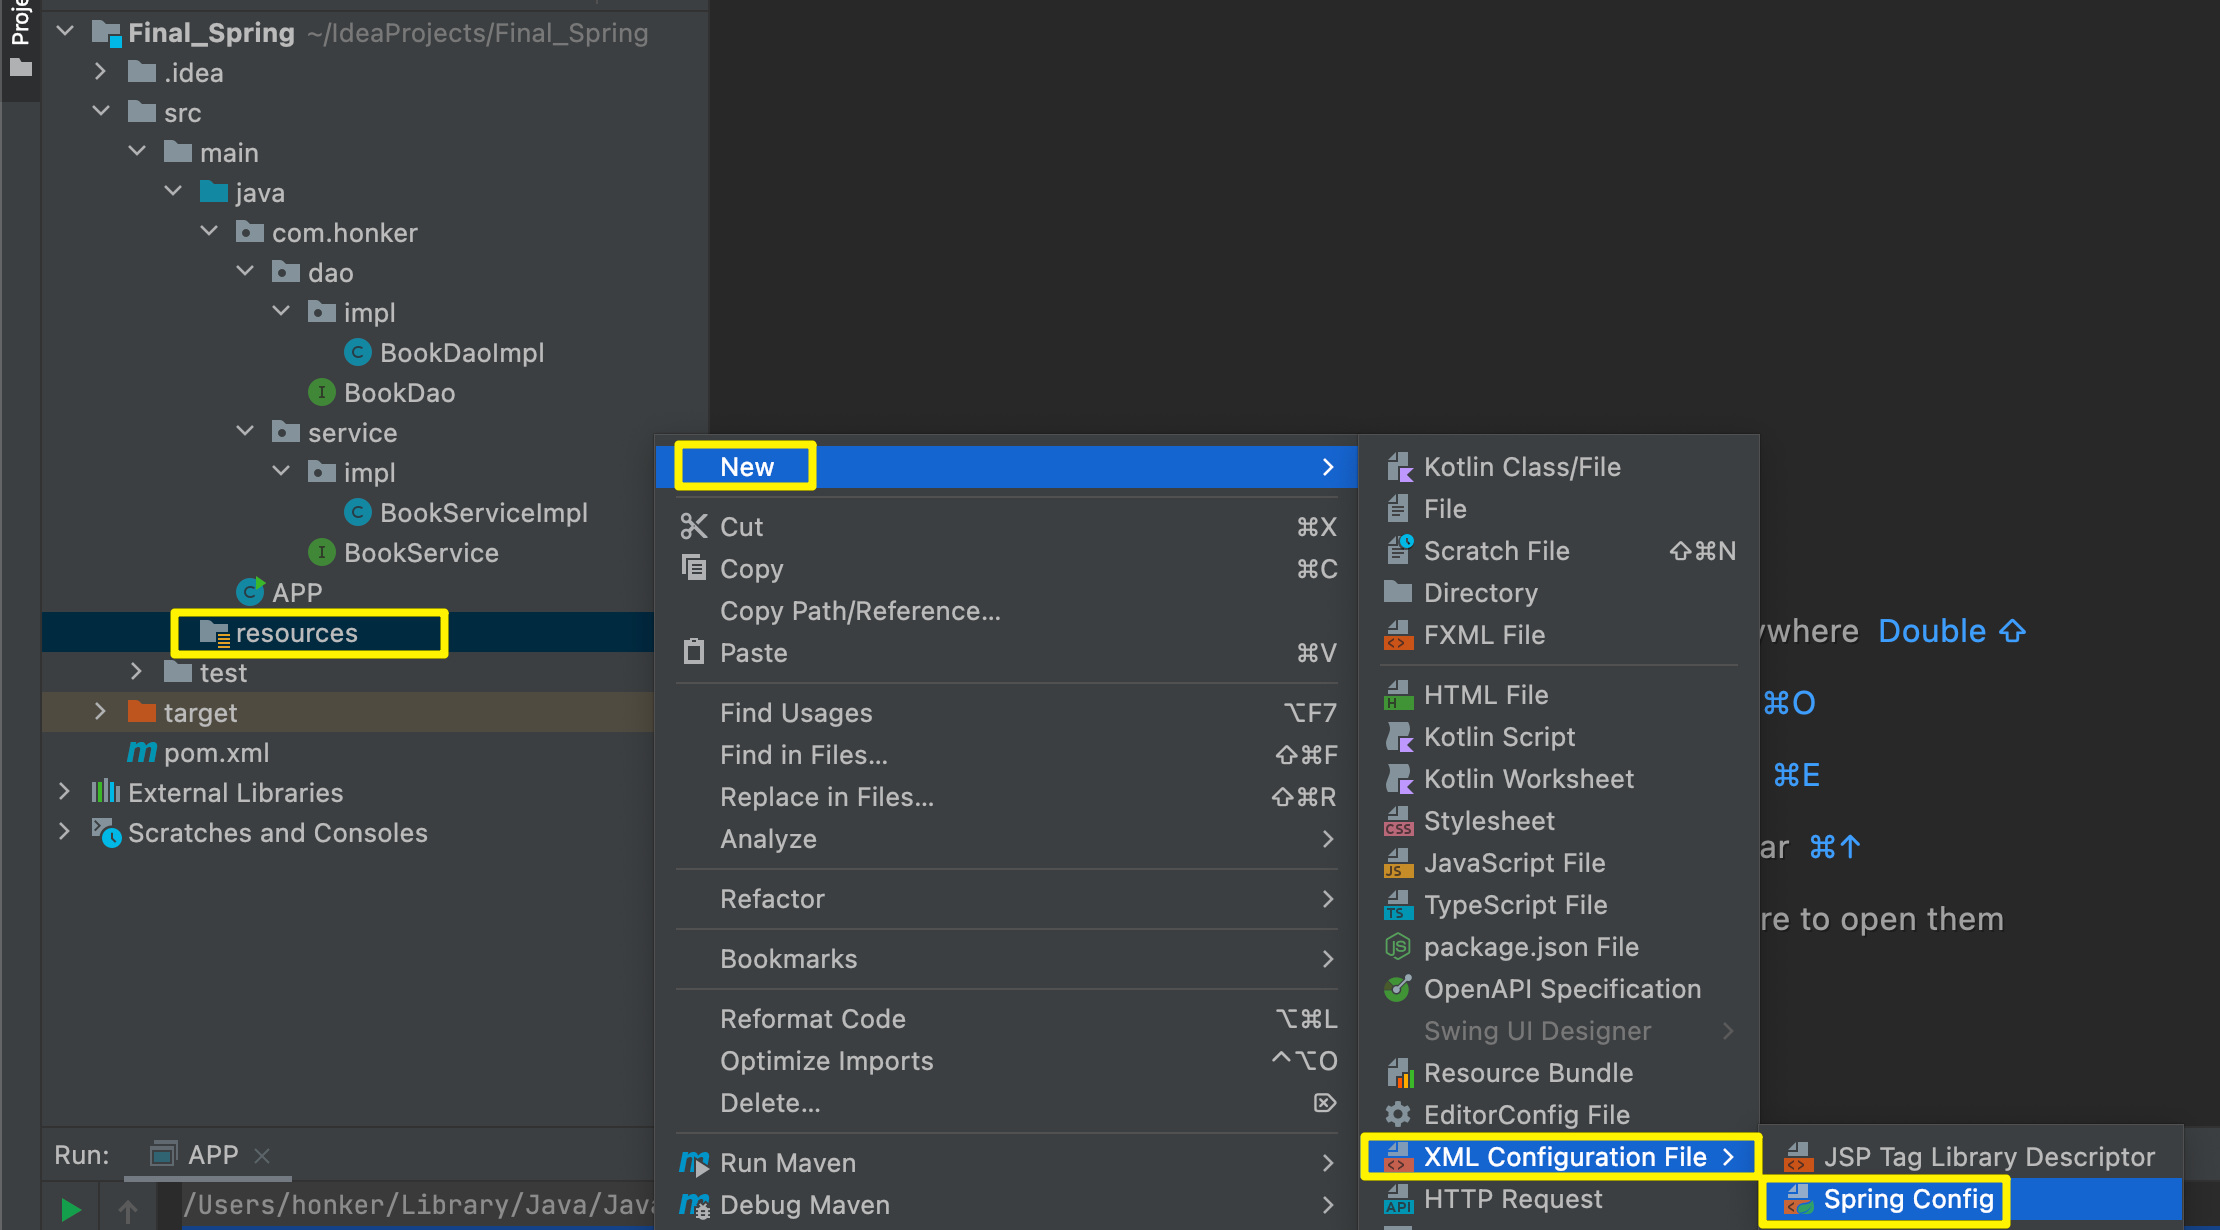 Final_Spring ~/IdeaProjects/Final_Spring
.idea
src
main
java
com.honker
dao
impl
BookDaoImpl
BookDao
service
impl
BookServiceImpl
BookService
APP
resources
test
target
pom.xml
External Libraries
Scratches and Consoles
Run: APP
/Users/honker/Library/Java/Java
New
Cut ⌘X
Copy ⌘C
Copy Path/Reference...
Paste ⌘V
Find Usages ⌥F7
Find in Files... ⇧⌘F
Replace in Files... ⇧⌘R
Analyze
Refactor
Bookmarks
Reformat Code ⌥⌘L
Optimize Imports ^⌥O
Delete... ⌦
Run Maven
Debug Maven
Kotlin Class/File
File
Scratch File ⇧⌘N
Directory
FXML File
HTML File
Kotlin Script
Kotlin Worksheet
Stylesheet
JavaScript File
TypeScript File
package.json File
OpenAPI Specification
Swing UI Designer
Resource Bundle
EditorConfig File
XML Configuration File
HTTP Request
JSP Tag Library Descriptor
Spring Config
ywhere Double ⇧
⌘O
⌘E
ar ⌘↑
re to open them